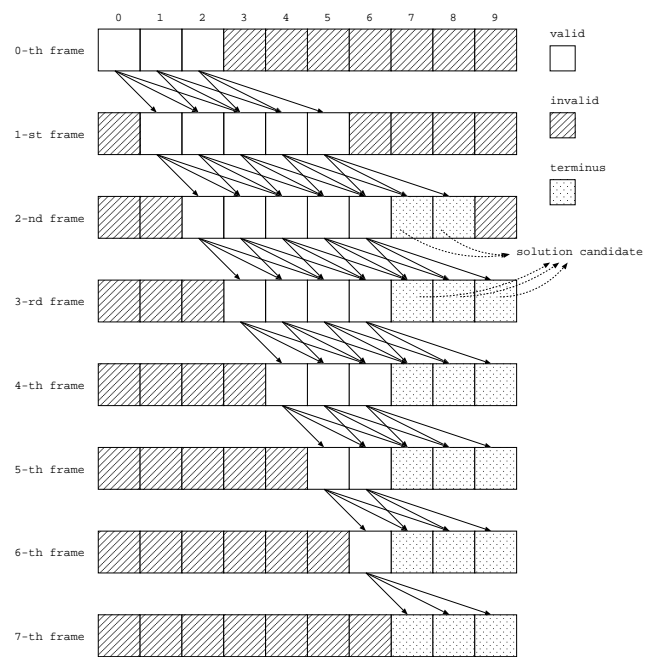 0 1 2 3 4 5 6 7 8 9
valid
0-th frame
invalid
1-st frame
terminus
2-nd frame
solution candidate
3-rd frame
4-th frame
5-th frame
6-th frame
7-th frame